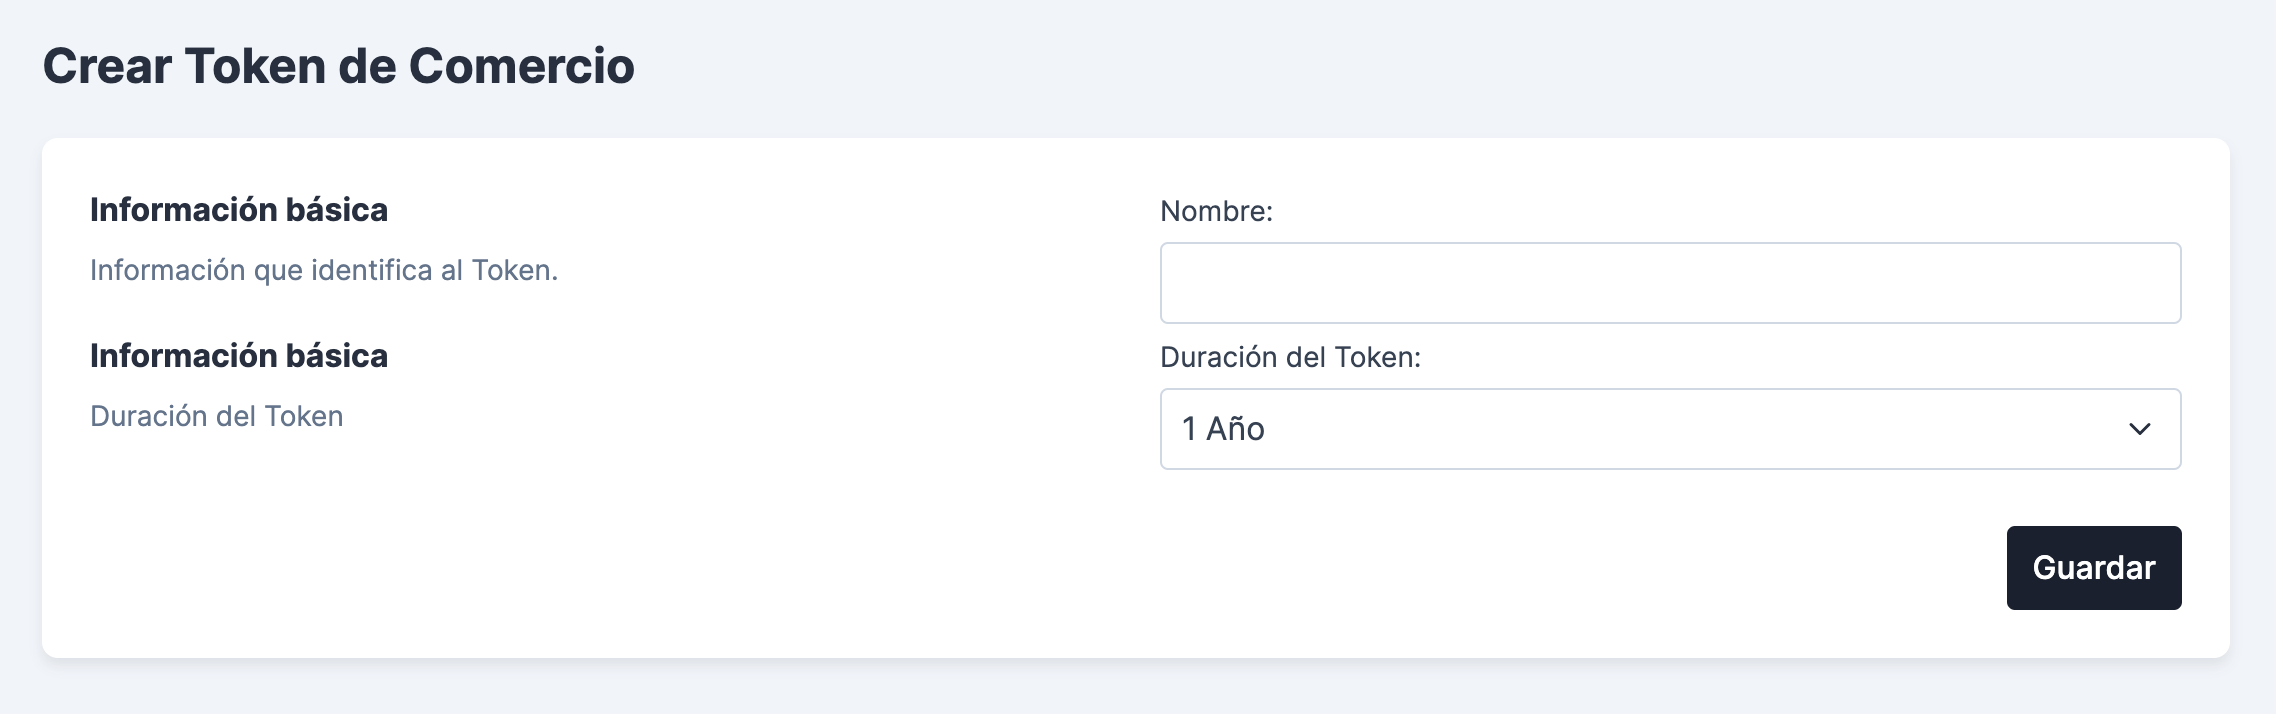 Crear Token de Comercio
Información básica
Información que identifica al Token.
Nombre:
Información básica
Duración del Token
Duración del Token:
1 Año
Guardar